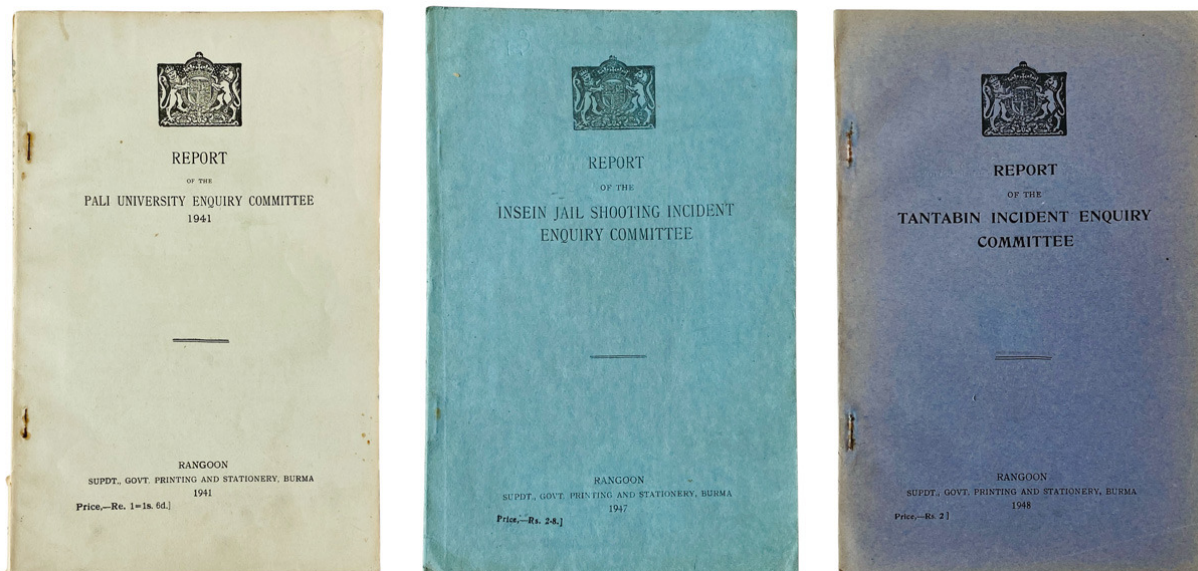 REPORT
OF THE
PALI UNIVERSITY ENQUIRY COMMITTEE
1941
RANGOON
SUPDT., GOVT. PRINTING AND STATIONERY, BURMA
1941
Price,—Re. 1=1s. 6d.]
REPORT
OF THE
INSEIN JAIL SHOOTING INCIDENT
ENQUIRY COMMITTEE
RANGOON
SUPDT., GOVT. PRINTING AND STATIONERY, BURMA
1947
Price,—Rs. 2-8.]
REPORT
OF THE
TANTABIN INCIDENT ENQUIRY
COMMITTEE
RANGOON
SUPDT., GOVT. PRINTING AND STATIONERY, BURMA
1948
Price,—Rs. 2]